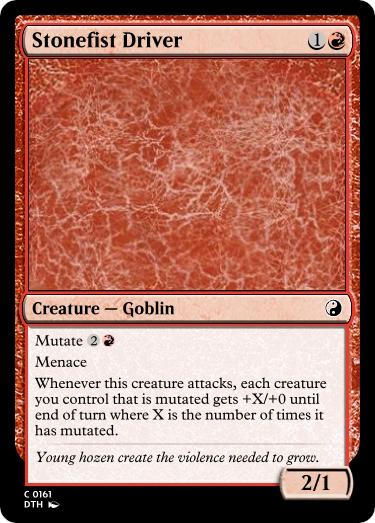 Stonefist Driver 1
Creature — Goblin
Mutate 2
Menace
Whenever this creature attacks, each creature
you control that is mutated gets +X/+0 until
end of turn where X is the number of times it
has mutated.
Young hozen create the violence needed to grow.
2/1
C 0161
DTH